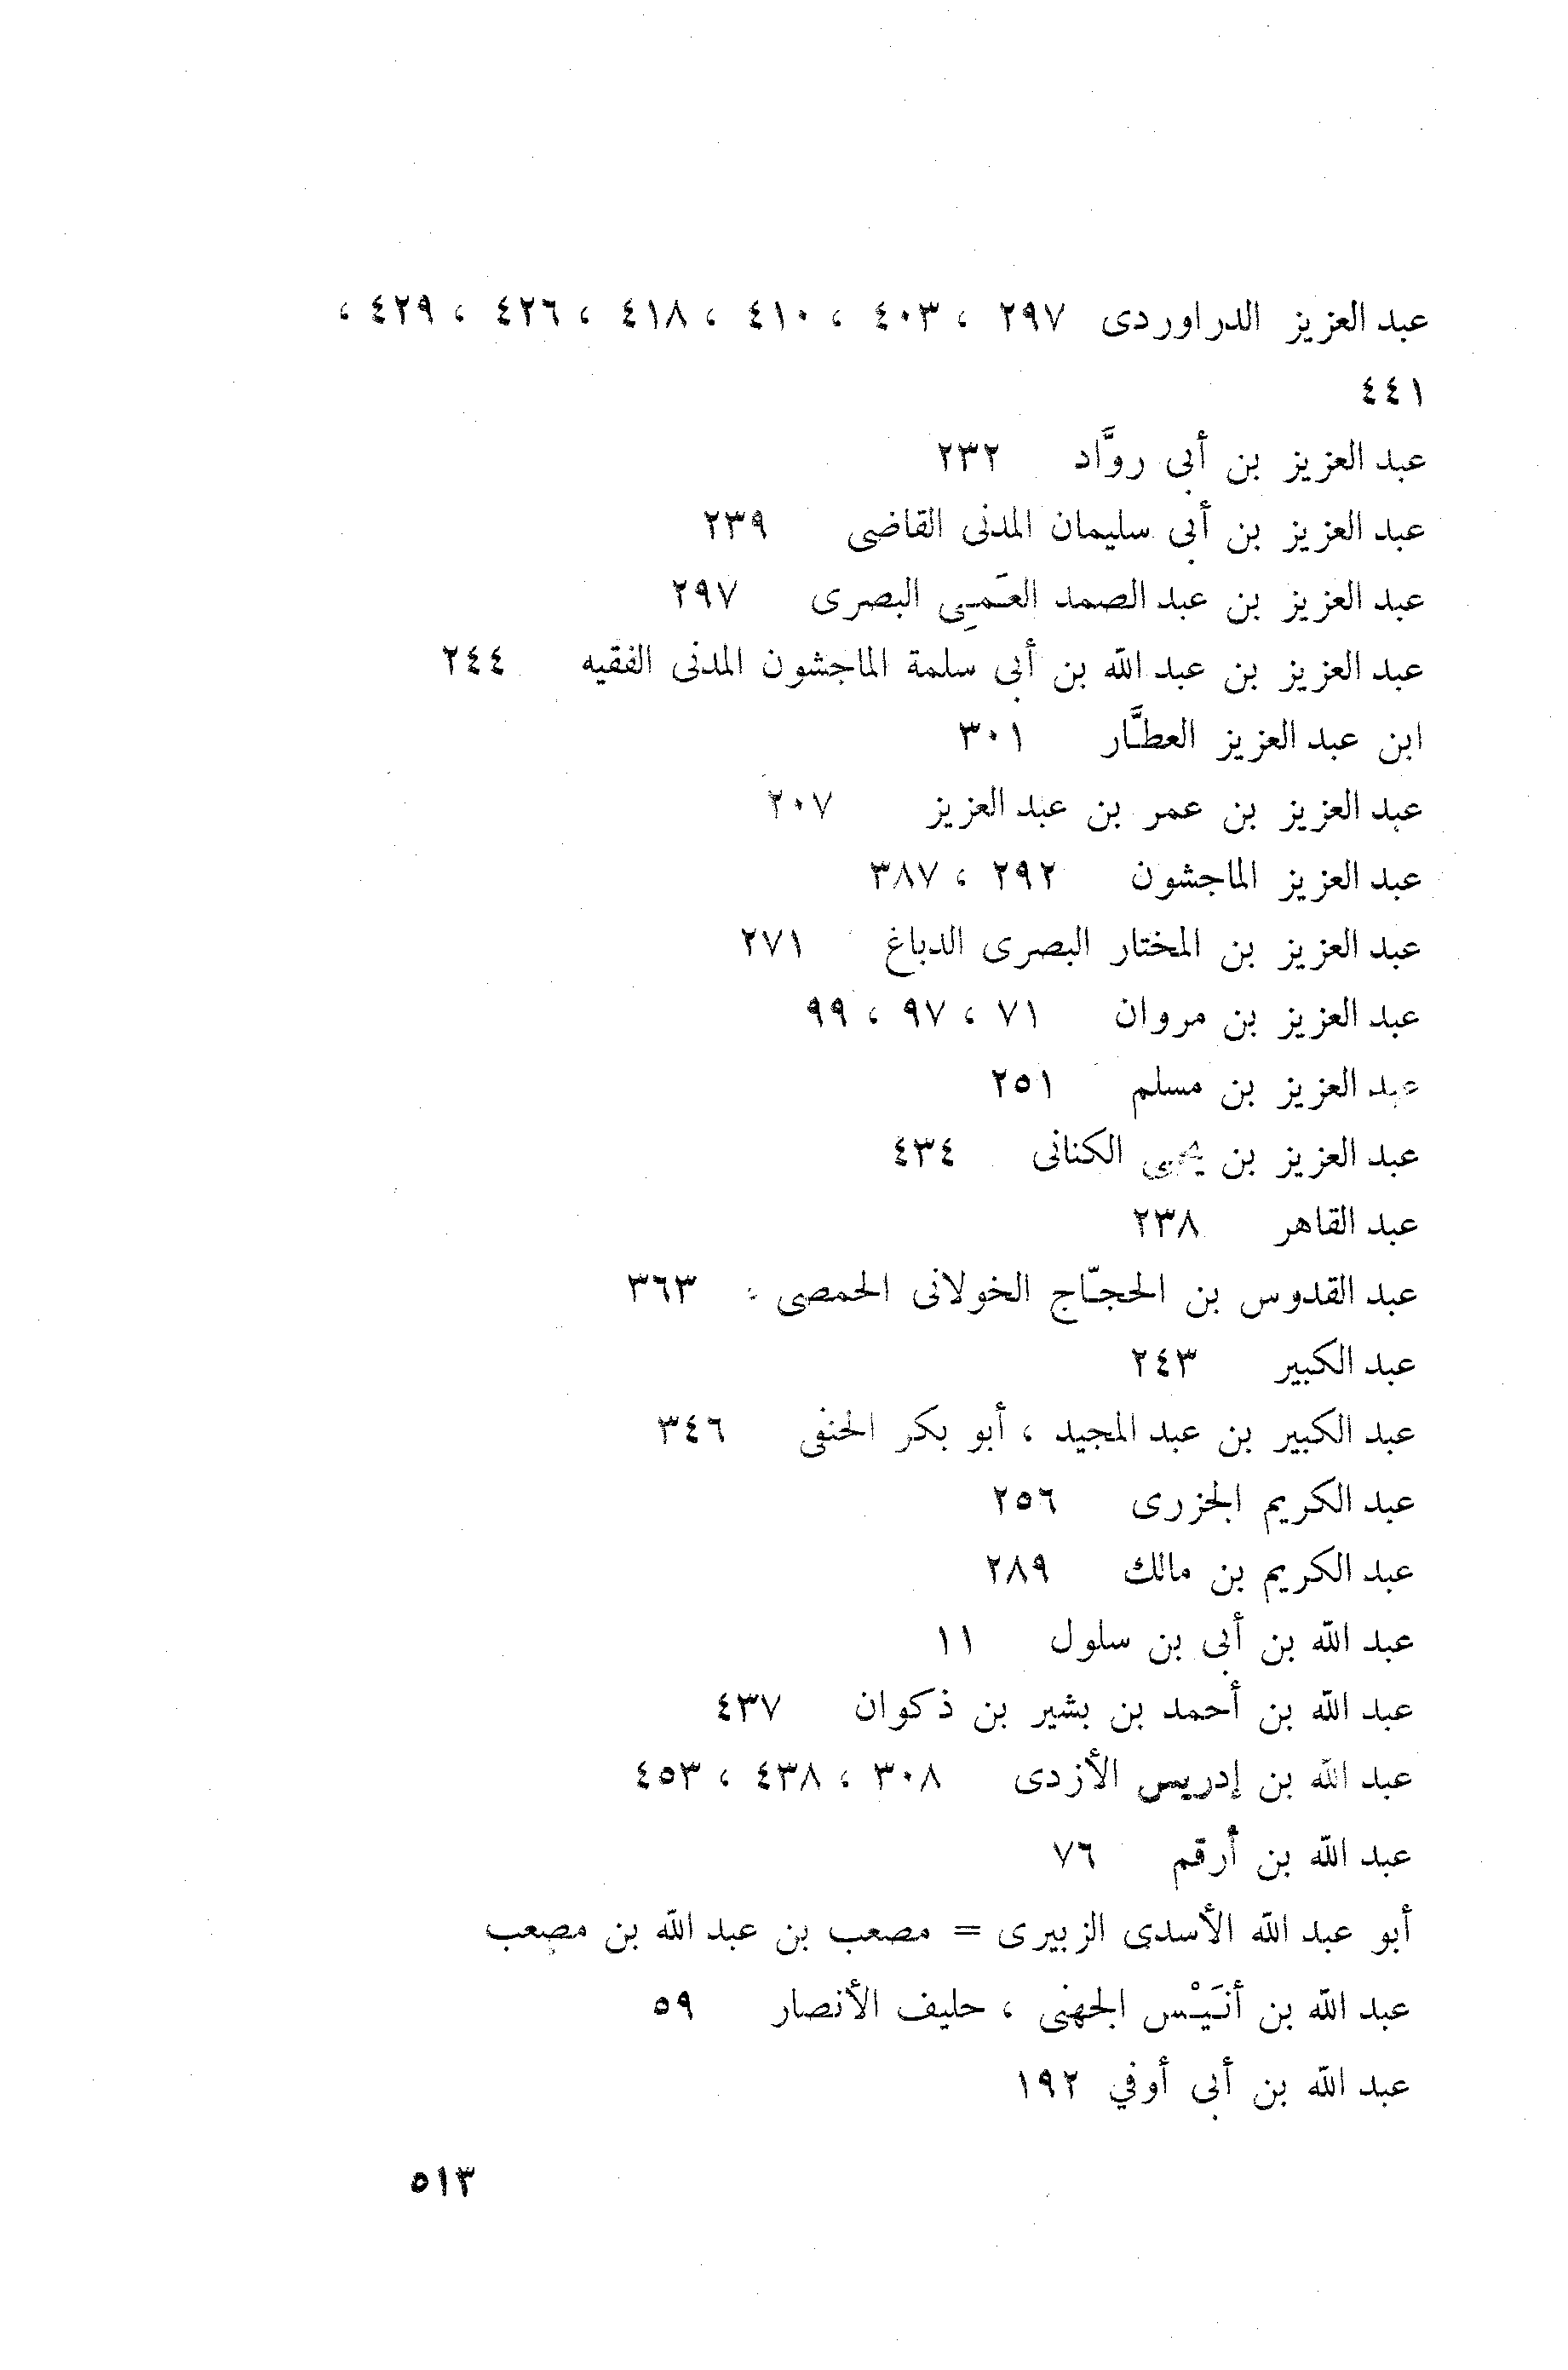 عبد العزيز الدراوردى ٢٩٧ ، ٤٠٣ ، ٤١٠ ، ٤١٨ ، ٤٢٦ ، ٤٢٩ ،
٤٤١
عبد العزيز بن أبى روَّاد ٢٣٢
عبد العزيز بن أبى سليمان المدنى القاضى ٢٣٩
عبد العزيز بن عبد الصمد العَمِى البصرى ٢٩٧
عبد العزيز بن عبد الله بن أبى سلمة الماجشون المدنى الفقيه ٢٤٤
ابن عبد العزيز العطَّار ٣٠١
عبد العزيز بن عمر بن عبد العزيز ٢٠٧
عبد العزيز الماجشون ٢٩٢ ، ٣٨٧
عبد العزيز بن المختار البصرى الدباغ ٢٧١
عبد العزيز بن مروان ٧١ ، ٩٧ ، ٩٩
عبد العزيز بن مسلم ٢٥١
عبد العزيز بن يحيى الكنانى ٤٣٤
عبد القاهر ٢٣٨
عبد القدوس بن الحجّاج الخولانى الحمصى ٣٦٣
عبد الكبير ٢٤٣
عبد الكبير بن عبد المجيد ، أبو بكر الحنفى ٣٤٦
عبد الكريم الجزرى ٢٥٦
عبد الكريم بن مالك ٢٨٩
عبد الله بن أبى بن سلول ١١
عبد الله بن أحمد بن بشير بن ذكوان ٤٣٧
عبد الله بن إدريس الأزدى ٣٠٨ ، ٤٣٨ ، ٤٥٣
عبد الله بن أرقم ٧٦
أبو عبد الله الأسدى الزبيرى = مصعب بن عبد الله بن مصعب
عبد الله بن أنَيْس الجهنى ، حليف الأنصار ٥٩
عبد الله بن أبى أوفي ١٩٢
٥١٣